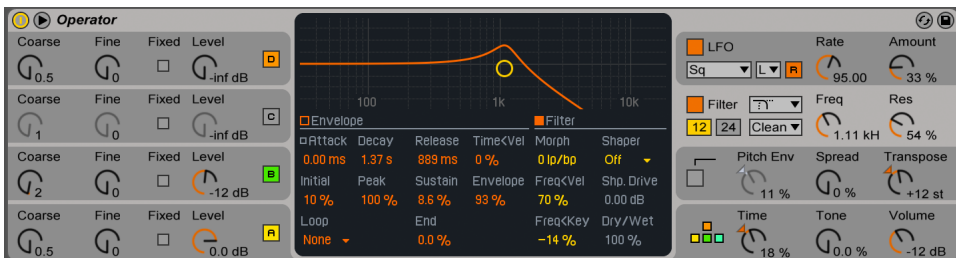 Operator
Coarse Fine Fixed Level
0.5 0 -inf dB D
Coarse Fine Fixed Level
1 0 -inf dB C
Coarse Fine Fixed Level
2 0 -12 dB B
Coarse Fine Fixed Level
0.5 0 0.0 dB A
100 1k 10k
Envelope Filter
Attack Decay Release Time<Vel Morph Shaper
0.00 ms 1.37 s 889 ms 0 % 0 lp/bp Off
Initial Peak Sustain Envelope Freq<Vel Shp. Drive
10 % 100 % 8.6 % 93 % 70 % 0.00 dB
Loop End Freq<Key Dry/Wet
None 0.0 % -14 % 100 %
LFO Rate Amount
Sq L R 95.00 33 %
Filter Freq Res
12 24 Clean 1.11 kH 54 %
Pitch Env Spread Transpose
11 % 0 % +12 st
Time Tone Volume
18 % 0.0 % -12 dB